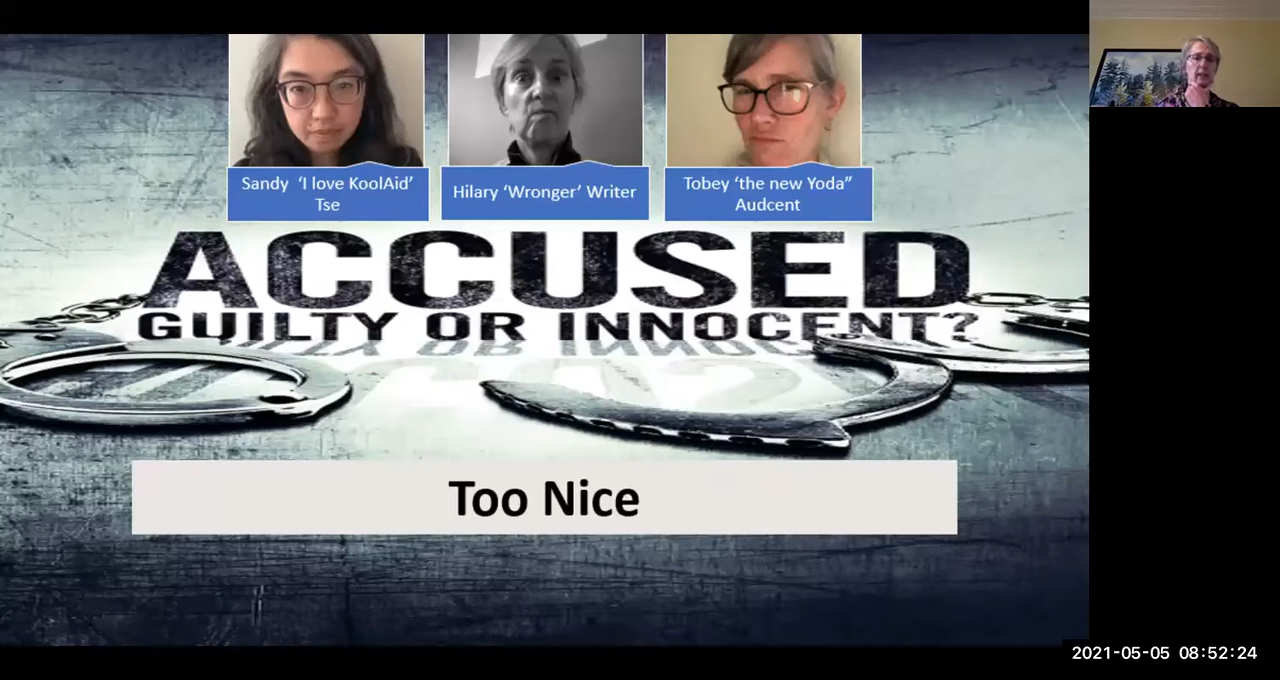 Sandy ‘I love KoolAid’
Tse
Hilary ‘Wronger’ Writer
Tobey ‘the new Yoda”
Audcent
ACCUSED
GUILTY OR INNOCENT?
Too Nice
2021-05-05 08:52:24